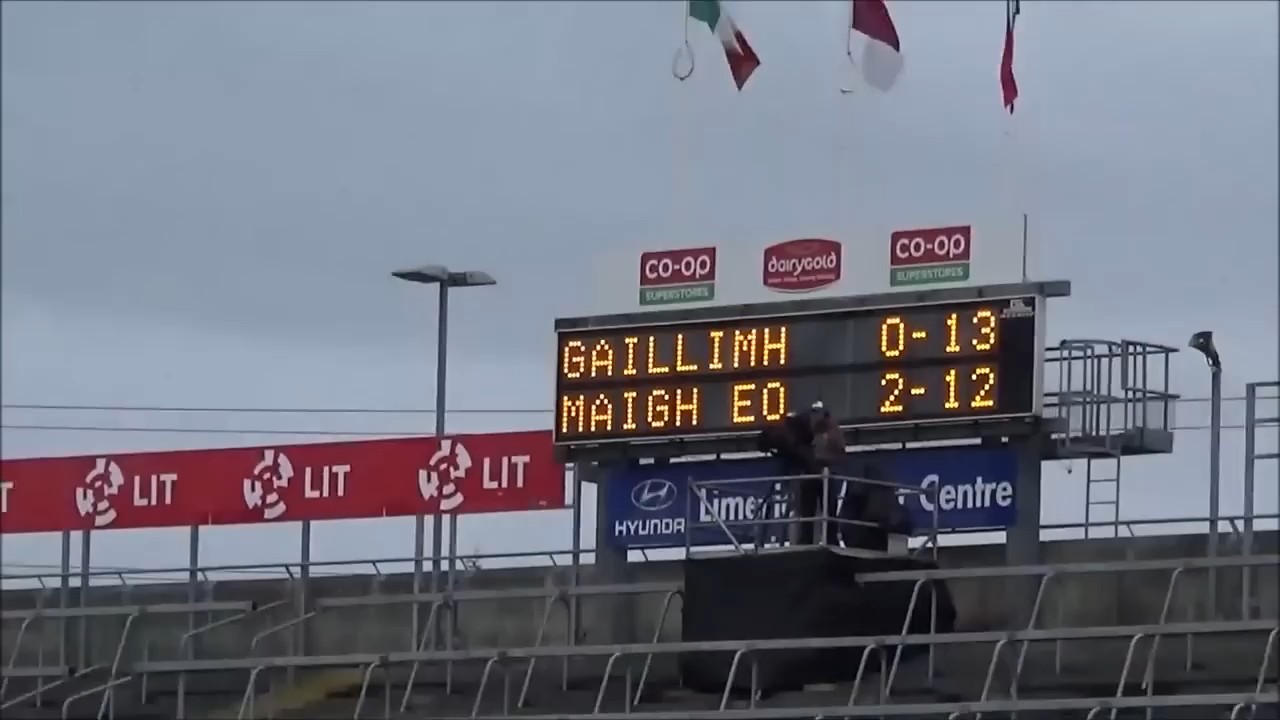 co-op
SUPERSTORES
dairygold
co-op
SUPERSTORES
GAILLIMH 0-13
MAIGH EO 2-12
LIT
LIT
LIT
HYUNDAI
Centre